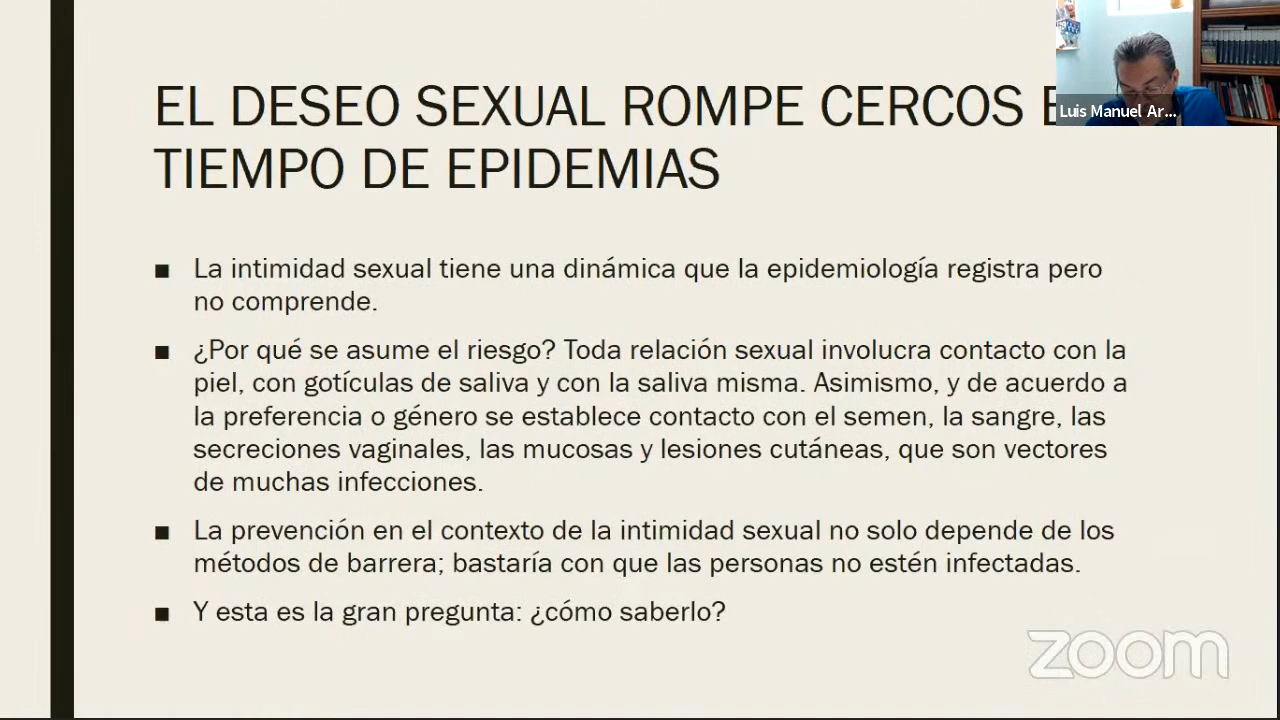 EL DESEO SEXUAL ROMPE CERCOS
TIEMPO DE EPIDEMIAS
Luis Manuel Ar...
■ La intimidad sexual tiene una dinámica que la epidemiología registra pero
no comprende.
■ ¿Por qué se asume el riesgo? Toda relación sexual involucra contacto con la
piel, con gotículas de saliva y con la saliva misma. Asimismo, y de acuerdo a
la preferencia o género se establece contacto con el semen, la sangre, las
secreciones vaginales, las mucosas y lesiones cutáneas, que son vectores
de muchas infecciones.
■ La prevención en el contexto de la intimidad sexual no solo depende de los
métodos de barrera; bastaría con que las personas no estén infectadas.
■ Y esta es la gran pregunta: ¿cómo saberlo?
zoom